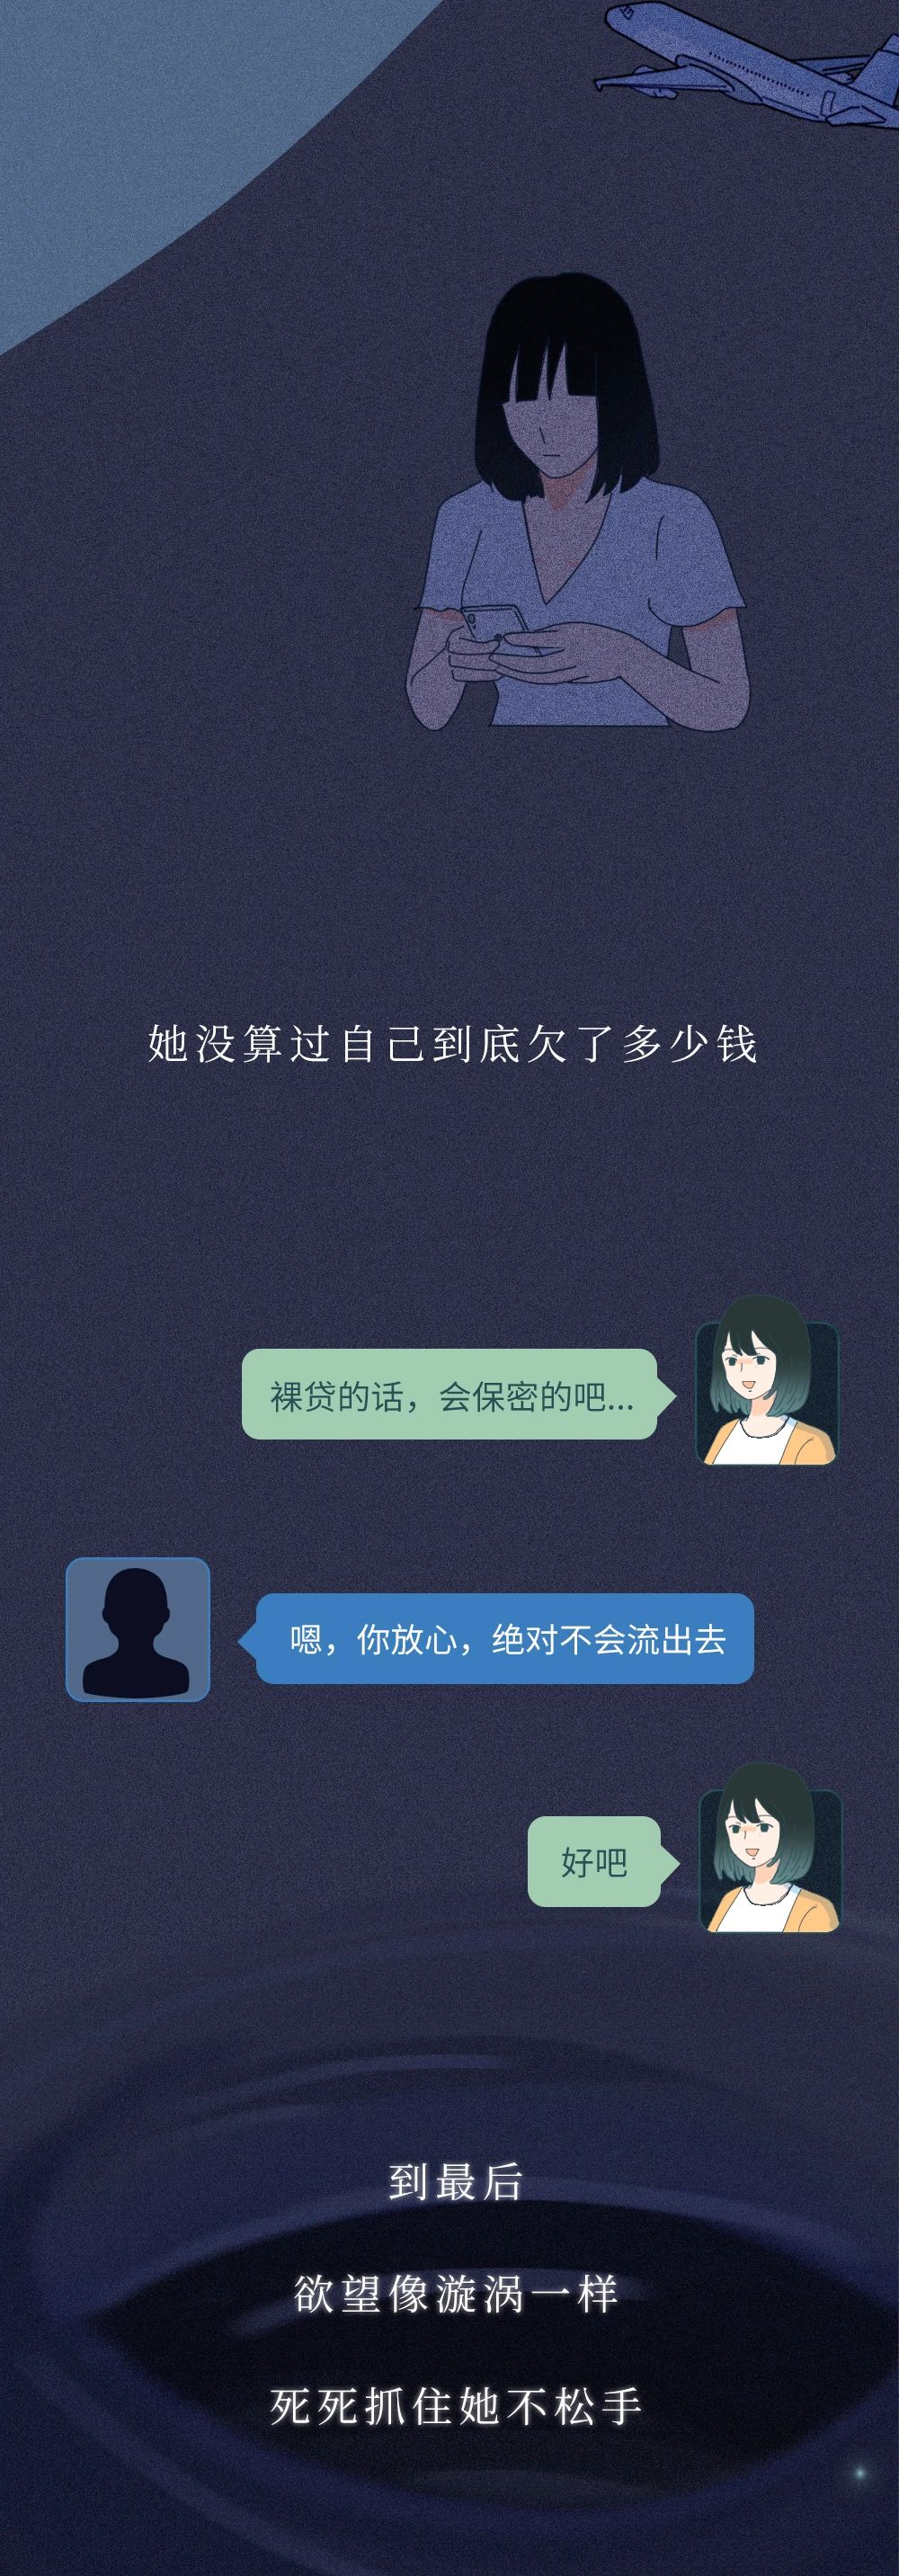 她没算过自己到底欠了多少钱
裸贷的话，会保密的吧...
嗯，你放心，绝对不会流出去
好吧
到最后
欲望像漩涡一样
死死抓住她不松手